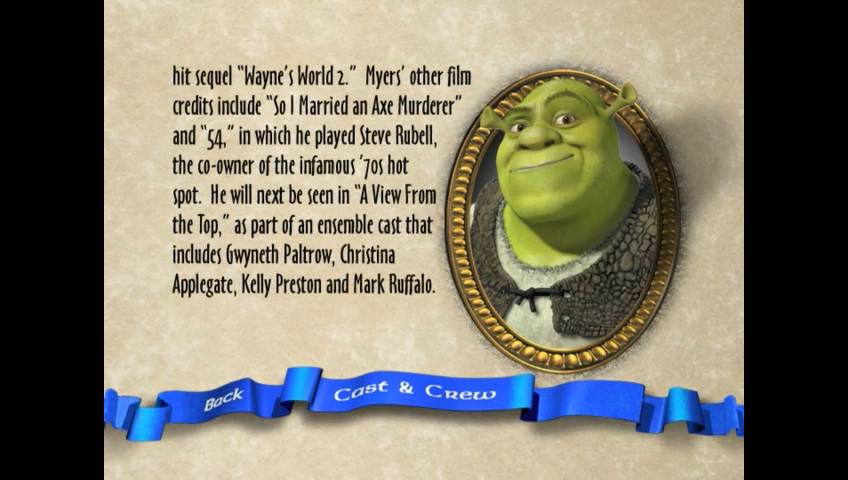 hit sequel “Wayne’s World 2.”  Myers’ other film
credits include “So I Married an Axe Murderer”
and “54,” in which he played Steve Rubell,
the co-owner of the infamous ’70s hot
spot.  He will next be seen in “A View From
the Top,” as part of an ensemble cast that
includes Gwyneth Paltrow, Christina
Applegate, Kelly Preston and Mark Ruffalo.
Back
Cast & Crew